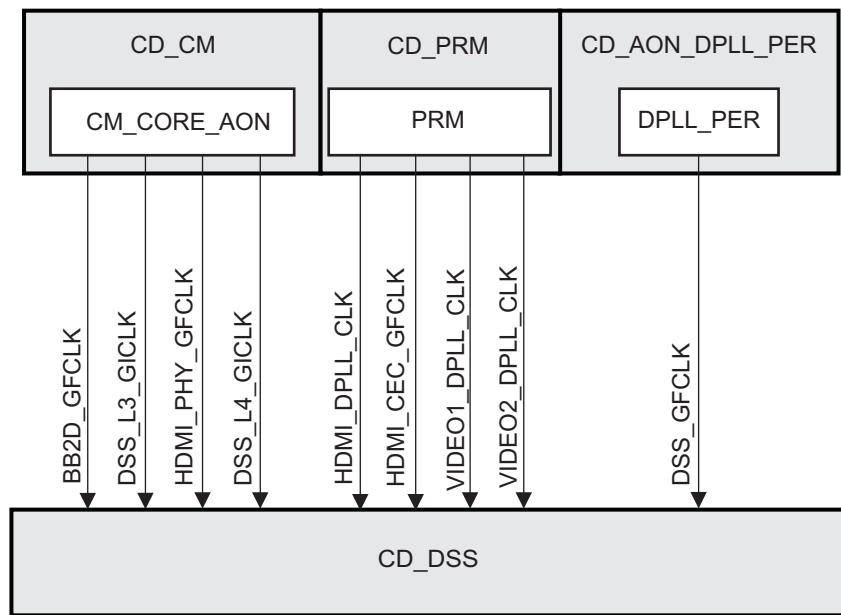 CD_CM
CD_PRM
CD_AON_DPLL_PER
CM_CORE_AON
PRM
DPLL_PER
BB2D_GFCLK
DSS_L3_GICLK
HDMI_PHY_GFCLK
DSS_L4_GICLK
HDMI_DPLL_CLK
HDMI_CEC_GFCLK
VIDEO1_DPLL_CLK
VIDEO2_DPLL_CLK
DSS_GFCLK
CD_DSS